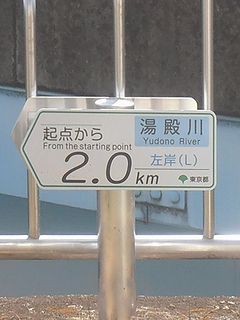 起点から
From the starting point
2.0km
湯殿川
Yudono River
左岸(L)
東京都